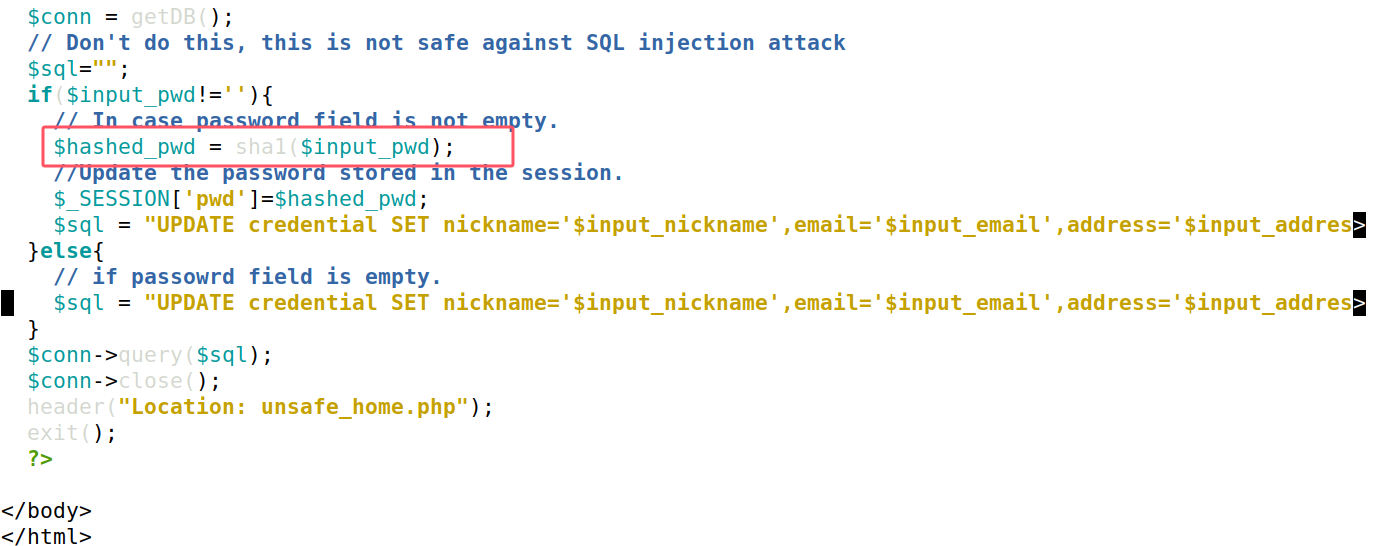 $conn = getDB();
// Don't do this, this is not safe against SQL injection attack
$sql="";
if($input_pwd!=''){
// In case password field is not empty.
$hashed_pwd = sha1($input_pwd);
//Update the password stored in the session.
$_SESSION['pwd']=$hashed_pwd;
$sql = "UPDATE credential SET nickname='$input_nickname',email='$input_email',address='$input_addres>
}else{
// if passowrd field is empty.
$sql = "UPDATE credential SET nickname='$input_nickname',email='$input_email',address='$input_addres>
}
$conn->query($sql);
$conn->close();
header("Location: unsafe_home.php");
exit();
?>
</body>
</html>